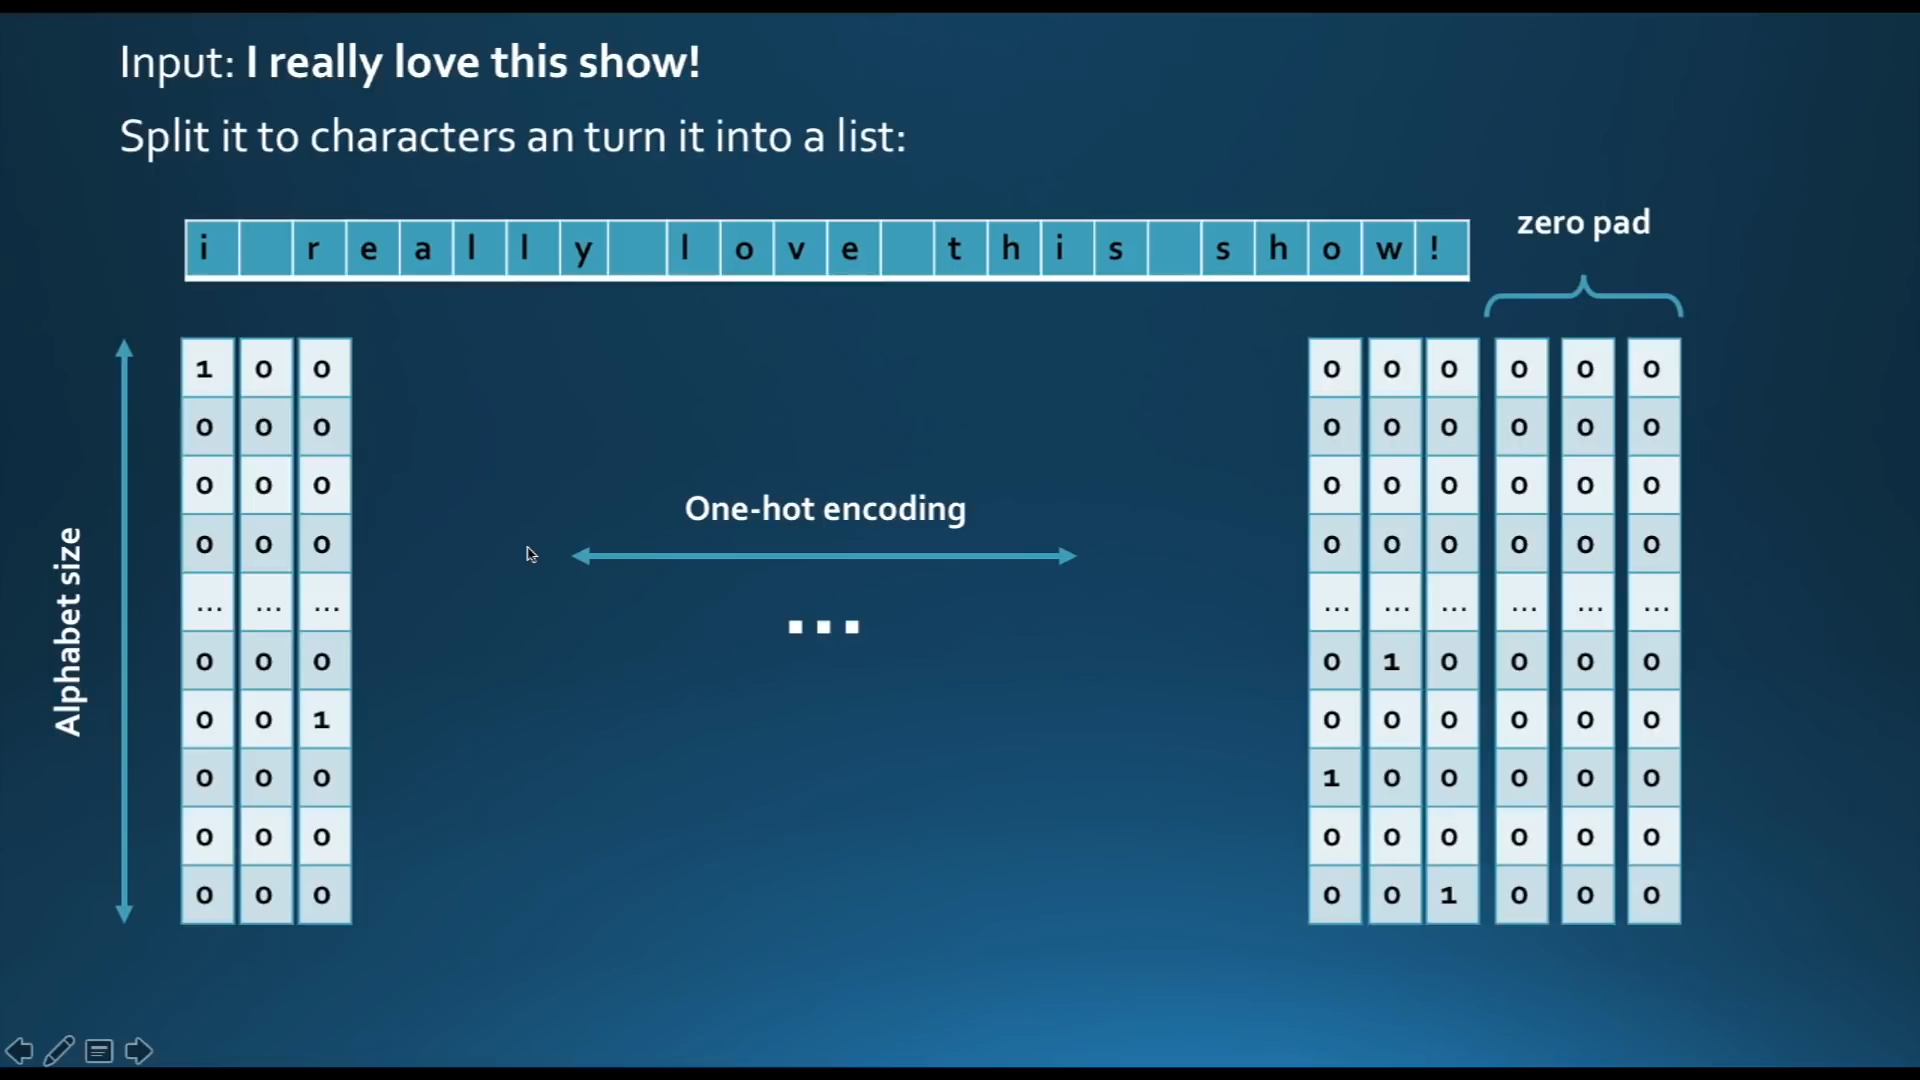 Input: I really love this show!
Split it to characters an turn it into a list:
i r e a l l y l o v e t h i s s h o w !
zero pad
Alphabet size
One-hot encoding
...
1 0 0 0 0 0 0 0 0
0 0 0 0 0 0 0 0 0
0 0 0 0 0 0 0 0 0
0 0 0 0 0 0 0 0 0
... ... ... ... ... ... ... ... ...
0 0 0 0 1 0 0 0 0
0 0 1 0 0 0 0 0 0
0 0 0 1 0 0 0 0 0
0 0 0 0 0 0 0 0 0
0 0 0 0 0 1 0 0 0